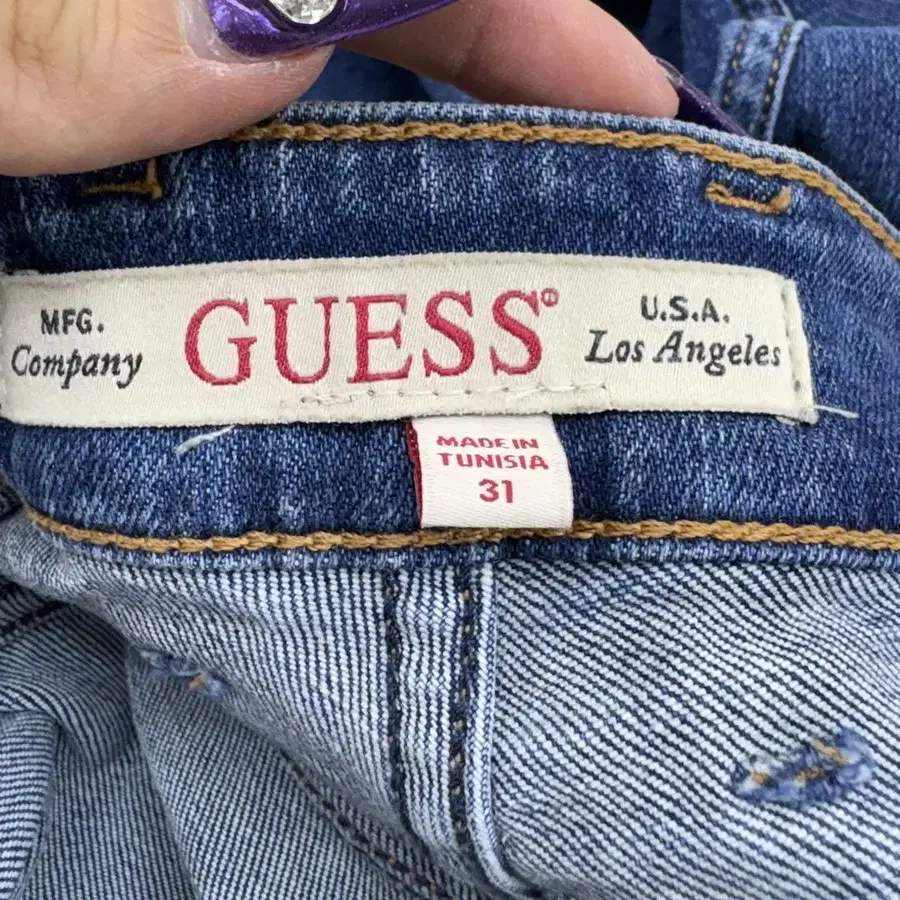 MFG.
Company
GUESS®
U.S.A.
Los Angeles
MADE IN
TUNISIA
31